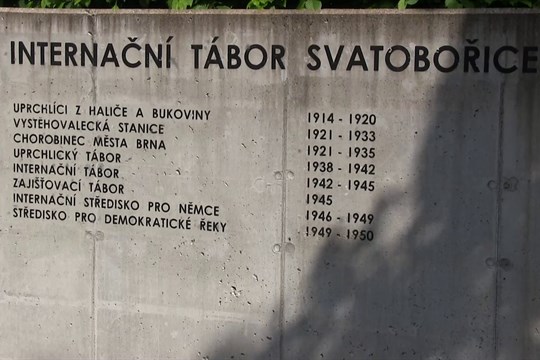 INTERNAČNÍ TÁBOR SVATOBOŘICE
UPRCHLÍCI Z HALIČE A BUKOVINY 1914 - 1920
VYSTĚHOVALECKÁ STANICE 1921 - 1933
CHOROBINEC MĚSTA BRNA 1921 - 1935
UPRCHLICKÝ TÁBOR 1938 - 1942
INTERNAČNÍ TÁBOR 1942 - 1945
ZAJIŠŤOVACÍ TÁBOR 1945
INTERNAČNÍ STŘEDISKO PRO NĚMCE 1946 - 1949
STŘEDISKO PRO DEMOKRATICKÉ ŘEKY 1949 - 1950